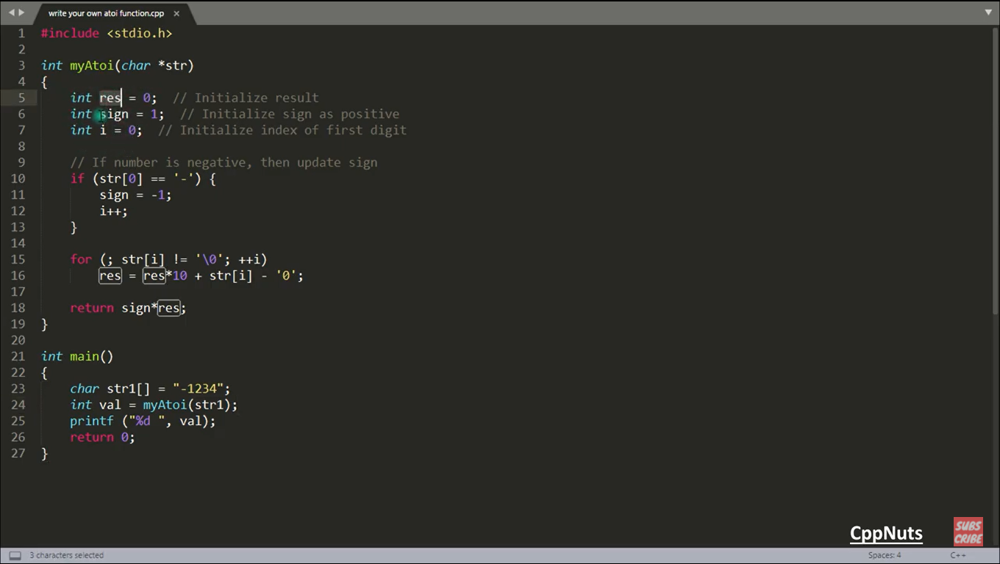 write your own atoi function.cpp ×
1 #include <stdio.h>
2
3 int myAtoi(char *str)
4 {
5     int res = 0;  // Initialize result
6     int sign = 1;  // Initialize sign as positive
7     int i = 0;  // Initialize index of first digit
8
9     // If number is negative, then update sign
10     if (str[0] == '-') {
11         sign = -1;
12         i++;
13     }
14
15     for (; str[i] != '\0'; ++i)
16         res = res*10 + str[i] - '0';
17
18     return sign*res;
19 }
20
21 int main()
22 {
23     char str1[] = "-1234";
24     int val = myAtoi(str1);
25     printf ("%d ", val);
26     return 0;
27 }
CppNuts
SUBS
CRIBE
3 characters selected
Spaces: 4
C++